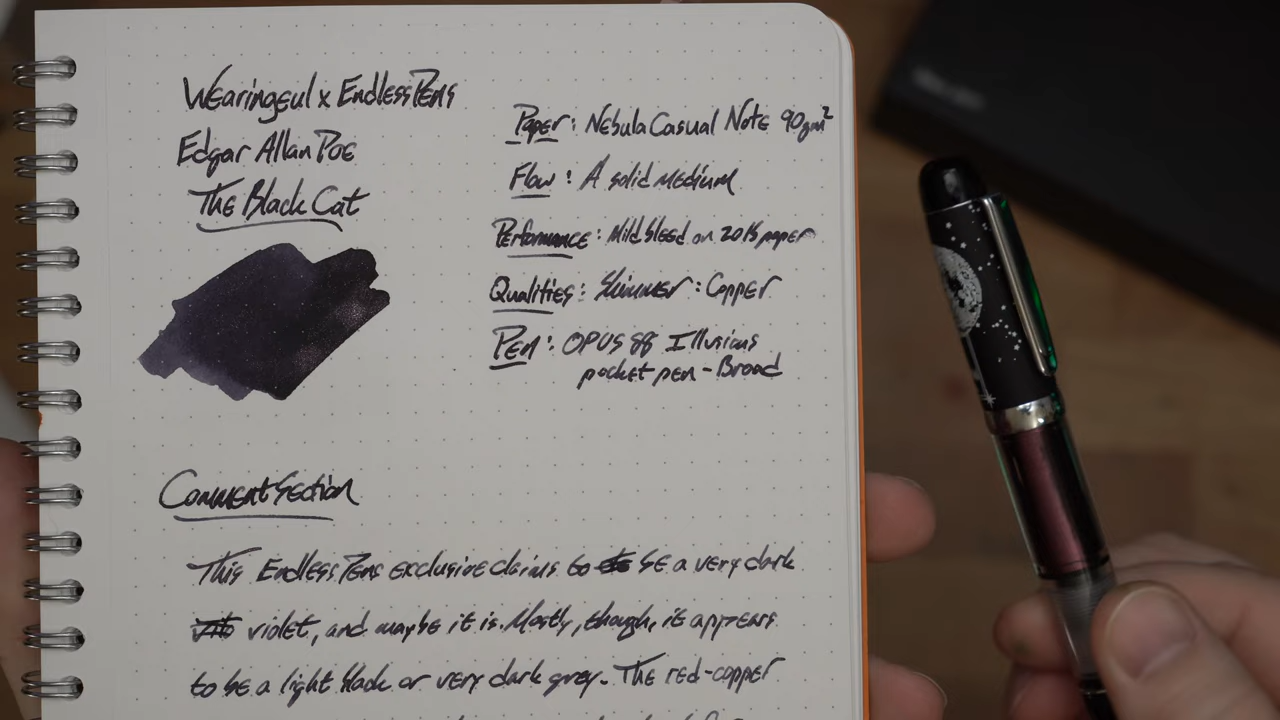 Wearingeul x Endless Pens
Edgar Allan Poe
The Black Cat
Paper: Nebula Casual Note 90gm²
Flow: A solid medium
Performance: Mild bleed on 20lb paper
Qualities: Shimmer: Copper
Pen: OPUS 88 Illusions
pocket pen - Broad
Comment Section
This Endless Pens exclusive claims to be a very dark
violet, and maybe it is. Mostly, though, it appears
to be a light black or very dark grey. The red-copper